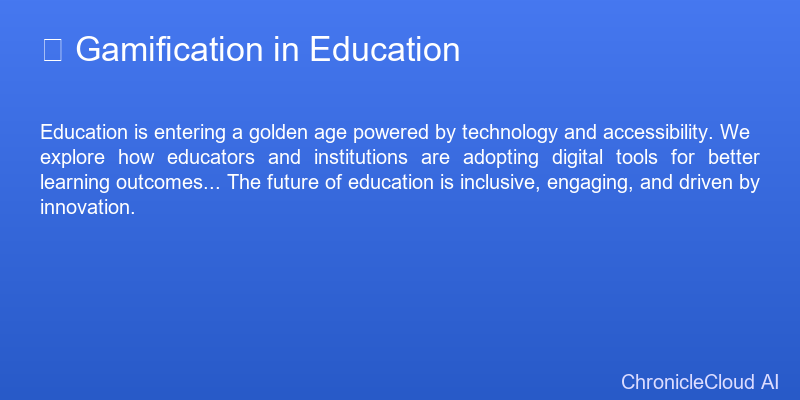 Gamification in Education
Education is entering a golden age powered by technology and accessibility. We
explore how educators and institutions are adopting digital tools for better
learning outcomes... The future of education is inclusive, engaging, and driven by
innovation.
ChronicleCloud AI